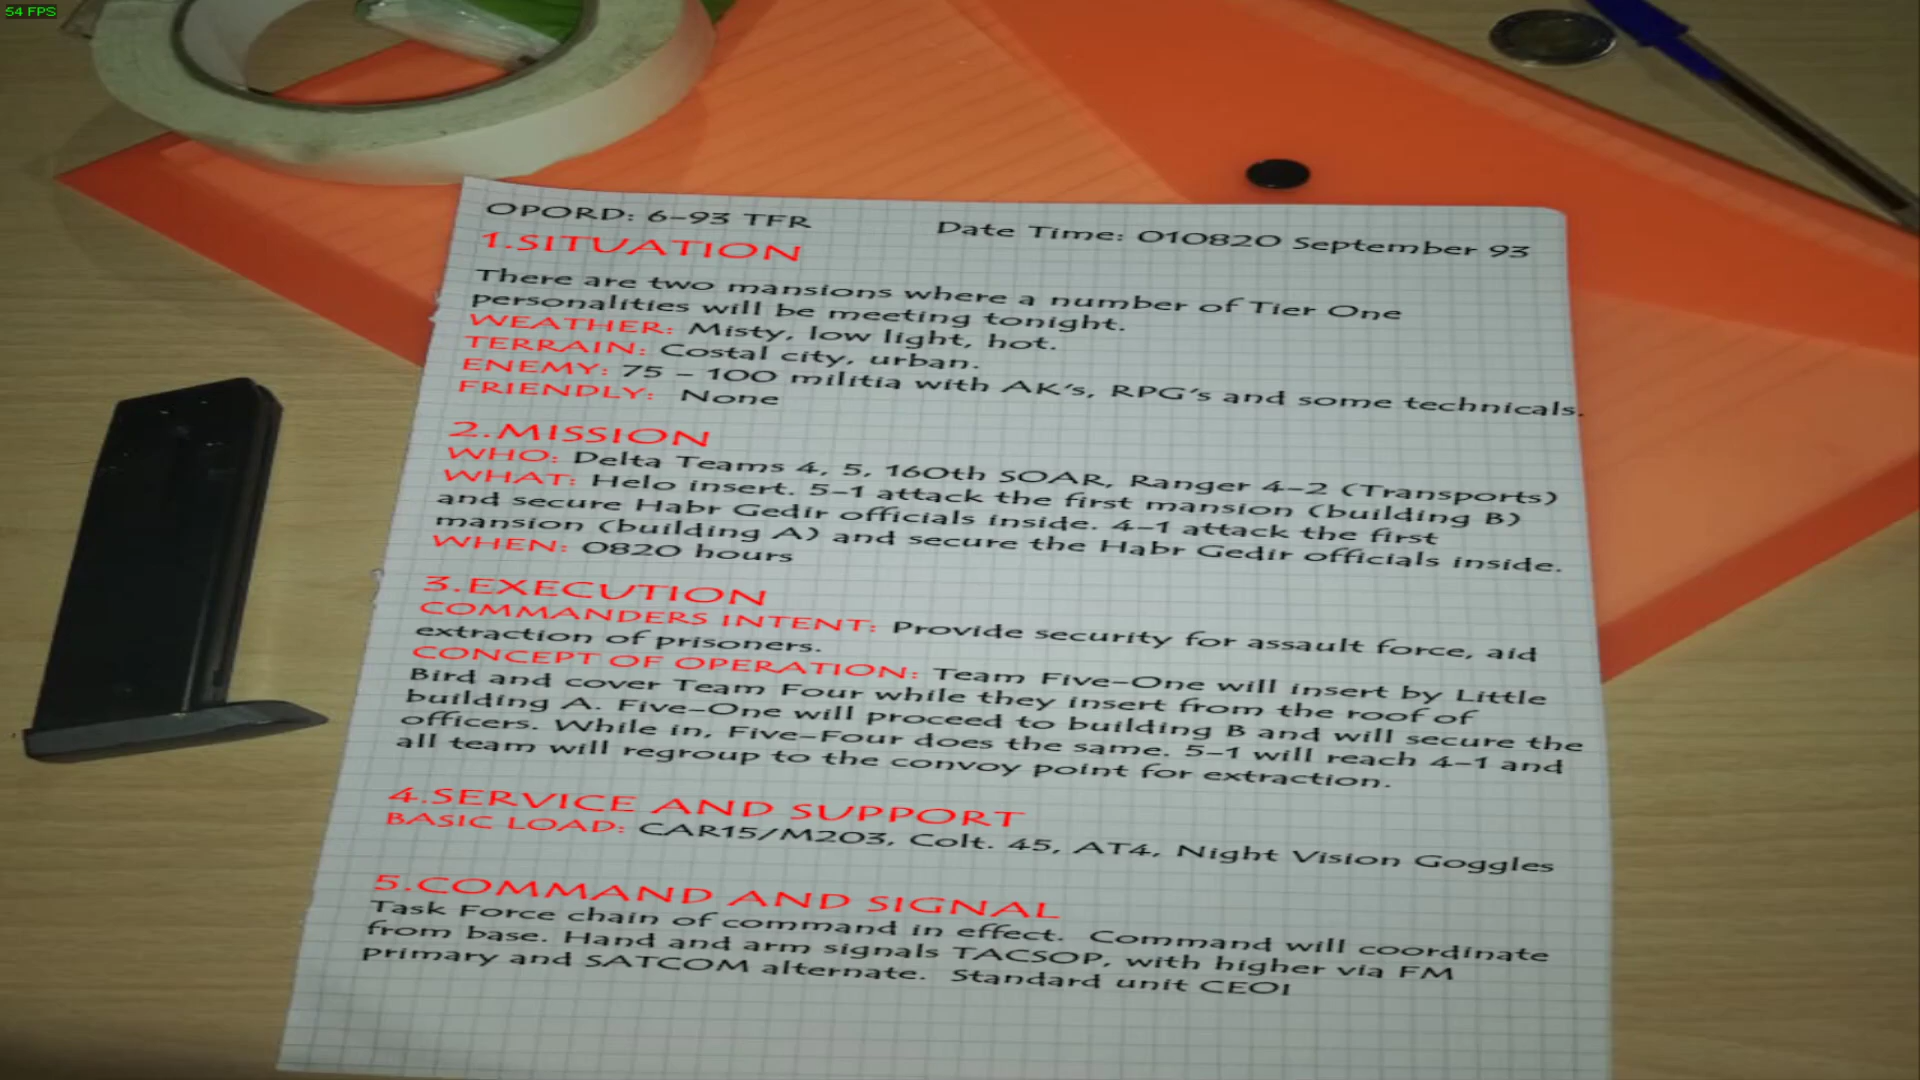 54 FPS
OPORD: 6-93 TFR
Date Time: 010820 September 93
1.SITUATION
There are two mansions where a number of Tier One
personalities will be meeting tonight.
WEATHER: Misty, low light, hot.
TERRAIN: Costal city, urban.
ENEMY: 75 - 100 militia with AK's, RPG's and some technicals.
FRIENDLY: None
2.MISSION
WHO: Delta Teams 4, 5, 160th SOAR, Ranger 4-2 (Transports)
WHAT: Helo insert. 5-1 attack the first mansion (building B)
and secure Habr Gedir officials inside. 4-1 attack the first
mansion (building A) and secure the Habr Gedir officials inside.
WHEN: 0820 hours
3.EXECUTION
COMMANDERS INTENT: Provide security for assault force, aid
extraction of prisoners.
CONCEPT OF OPERATION: Team Five-One will insert by Little
Bird and cover Team Four while they insert from the roof of
building A. Five-One will proceed to building B and will secure the
officers. While in, Five-Four does the same. 5-1 will reach 4-1 and
all team will regroup to the convoy point for extraction.
4.SERVICE AND SUPPORT
BASIC LOAD: CAR15/M203, Colt. 45, AT4, Night Vision Goggles
5.COMMAND AND SIGNAL
Task Force chain of command in effect. Command will coordinate
from base. Hand and arm signals TACSOP, with higher via FM
primary and SATCOM alternate. Standard unit CEOI